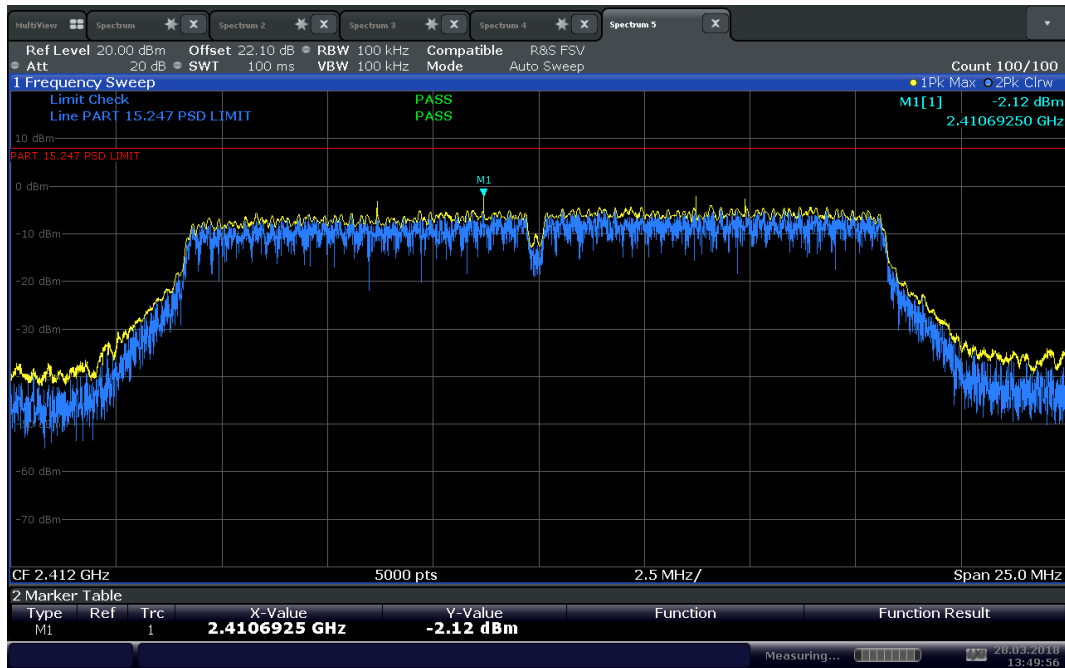 MultiView Spectrum X Spectrum 2 X Spectrum 3 X Spectrum 4 X Spectrum 5 X
Ref Level 20.00 dBm Offset 22.10 dB RBW 100 kHz Compatible R&S FSV
Att 20 dB SWT 100 ms VBW 100 kHz Mode Auto Sweep Count 100/100
1 Frequency Sweep 1Pk Max 2Pk Clrw
Limit Check PASS M1[1] -2.12 dBm
Line PART 15.247 PSD LIMIT PASS 2.41069250 GHz
10 dBm
PART 15.247 PSD LIMIT
M1
0 dBm
-10 dBm
-20 dBm
-30 dBm
-60 dBm
-70 dBm
CF 2.412 GHz 5000 pts 2.5 MHz/ Span 25.0 MHz
2 Marker Table
Type Ref Trc X-Value Y-Value Function Function Result
M1 1 2.4106925 GHz -2.12 dBm
Measuring... 28.03.2018
13:49:56